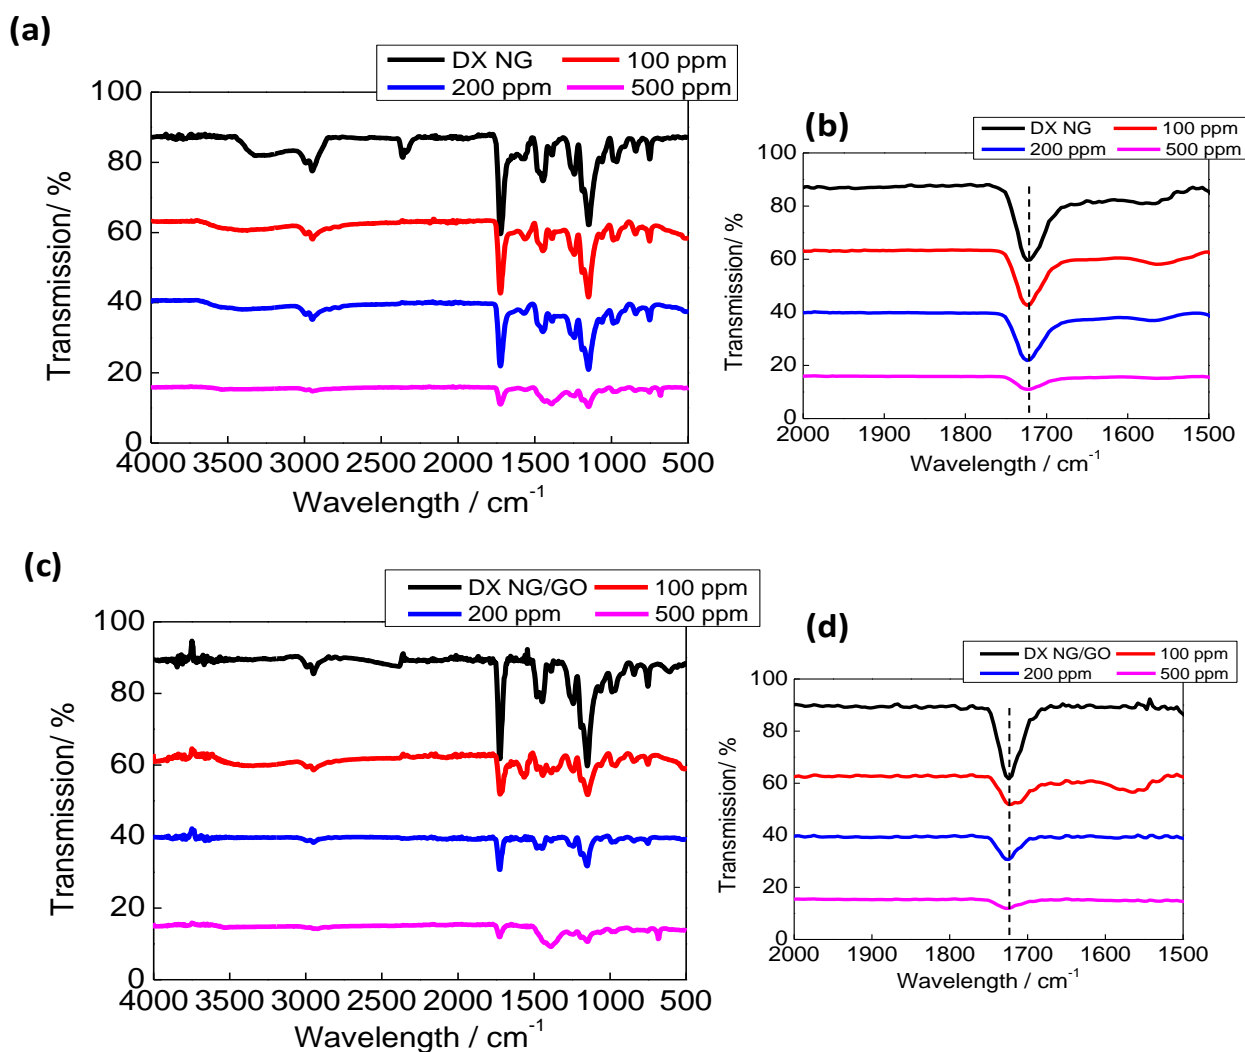 (a)
DX NG 100 ppm
200 ppm 500 ppm
100
80
60
40
20
0
Transmission/ %
4000 3500 3000 2500 2000 1500 1000 500
Wavelength / cm-1
(b)
DX NG 100 ppm
200 ppm 500 ppm
100
80
60
40
20
0
Transmission/ %
2000 1900 1800 1700 1600 1500
Wavelength / cm-1
(c)
DX NG/GO 100 ppm
200 ppm 500 ppm
100
80
60
40
20
0
Transmission/ %
4000 3500 3000 2500 2000 1500 1000 500
Wavelength / cm-1
(d)
DX NG/GO 100 ppm
200 ppm 500 ppm
100
80
60
40
20
0
Transmission/ %
2000 1900 1800 1700 1600 1500
Wavelength / cm-1